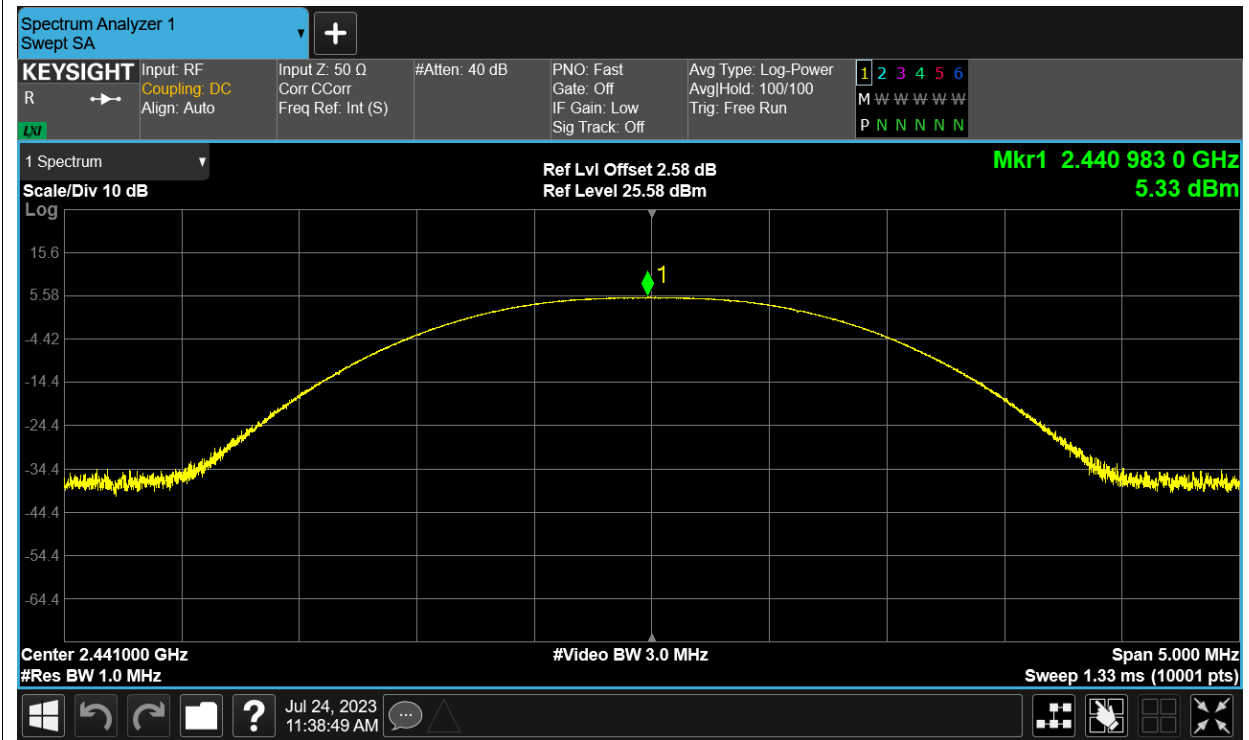 Spectrum Analyzer 1
Swept SA
+
KEYSIGHT
R
LXI
Input: RF
Coupling: DC
Align: Auto
Input Z: 50 Ω
Corr CCorr
Freq Ref: Int (S)
#Atten: 40 dB
PNO: Fast
Gate: Off
IF Gain: Low
Sig Track: Off
Avg Type: Log-Power
Avg|Hold: 100/100
Trig: Free Run
1 2 3 4 5 6
M W W W W W
P N N N N N
1 Spectrum
Scale/Div 10 dB
Ref Lvl Offset 2.58 dB
Ref Level 25.58 dBm
Mkr1 2.440 983 0 GHz
5.33 dBm
Log
15.6
1
5.58
-4.42
-14.4
-24.4
-34.4
-44.4
-54.4
-64.4
Center 2.441000 GHz
#Res BW 1.0 MHz
#Video BW 3.0 MHz
Span 5.000 MHz
Sweep 1.33 ms (10001 pts)
?
Jul 24, 2023
11:38:49 AM